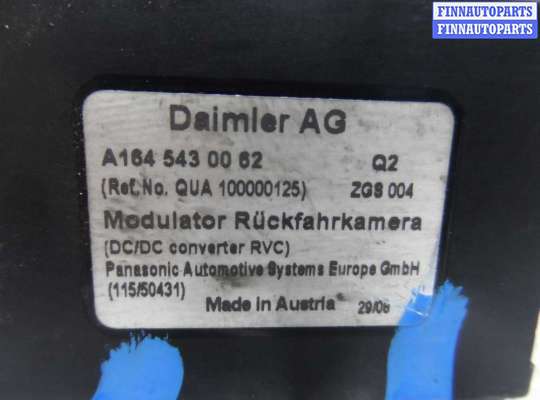 FINNAUTOPARTS
FINNAUTOPARTS
Daimler AG
A164 543 00 62 Q2
(Ref. No. QUA 100000125) ZGS 004
Modulator Rückfahrkamera
(DC/DC converter RVC)
Panasonic Automotive Systems Europe GmbH
(115/50431)
Made in Austria 29/08